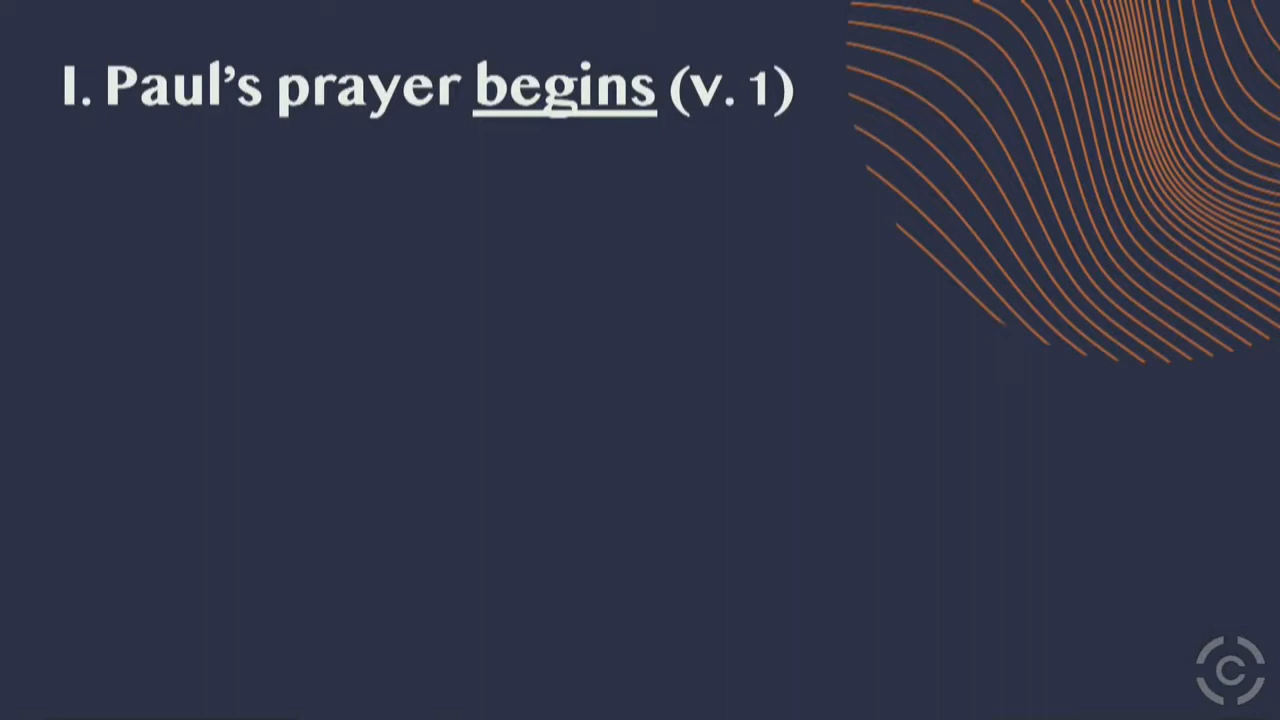 I. Paul’s prayer begins (v. 1)
C